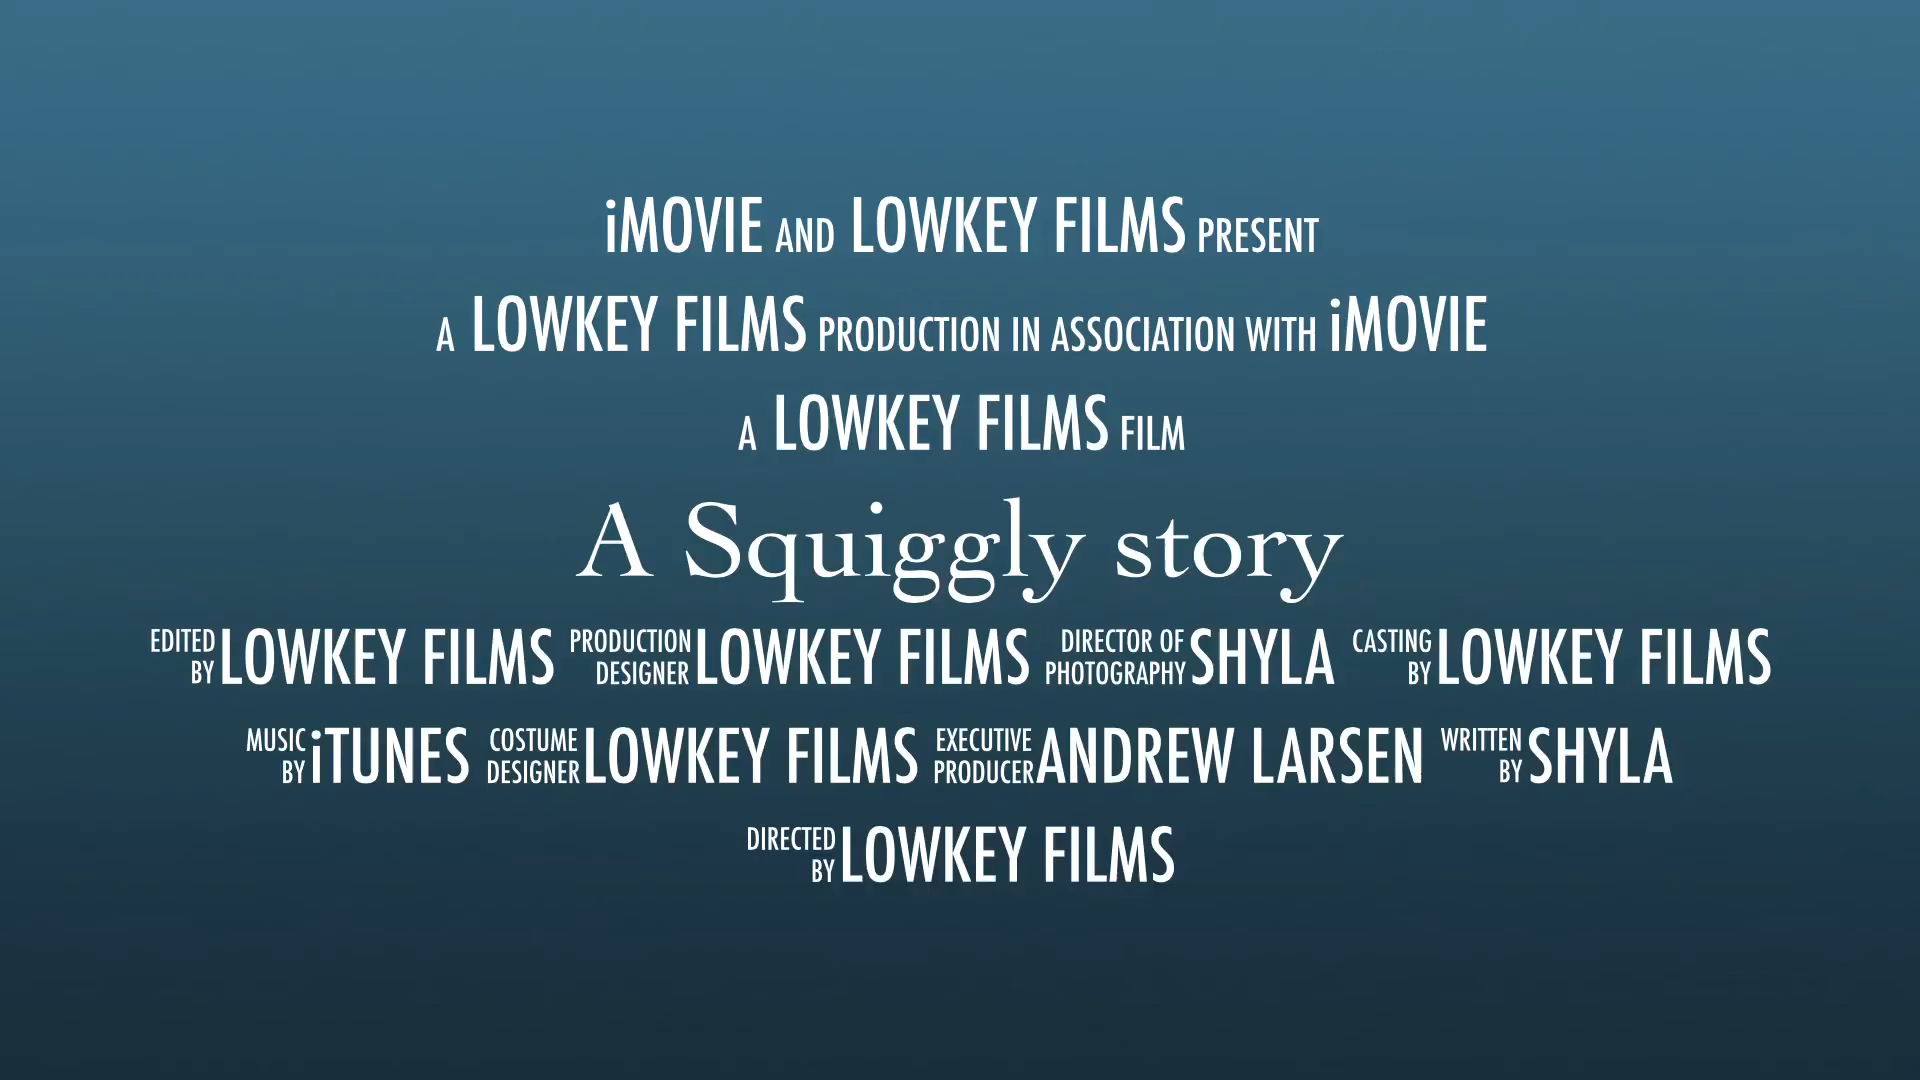 iMOVIE AND LOWKEY FILMS PRESENT
A LOWKEY FILMS PRODUCTION IN ASSOCIATION WITH iMOVIE
A LOWKEY FILMS FILM
A Squiggly story
EDITED BY LOWKEY FILMS PRODUCTION DESIGNER LOWKEY FILMS DIRECTOR OF PHOTOGRAPHY SHYLA CASTING BY LOWKEY FILMS
MUSIC BY iTUNES COSTUME DESIGNER LOWKEY FILMS EXECUTIVE PRODUCER ANDREW LARSEN WRITTEN BY SHYLA
DIRECTED BY LOWKEY FILMS